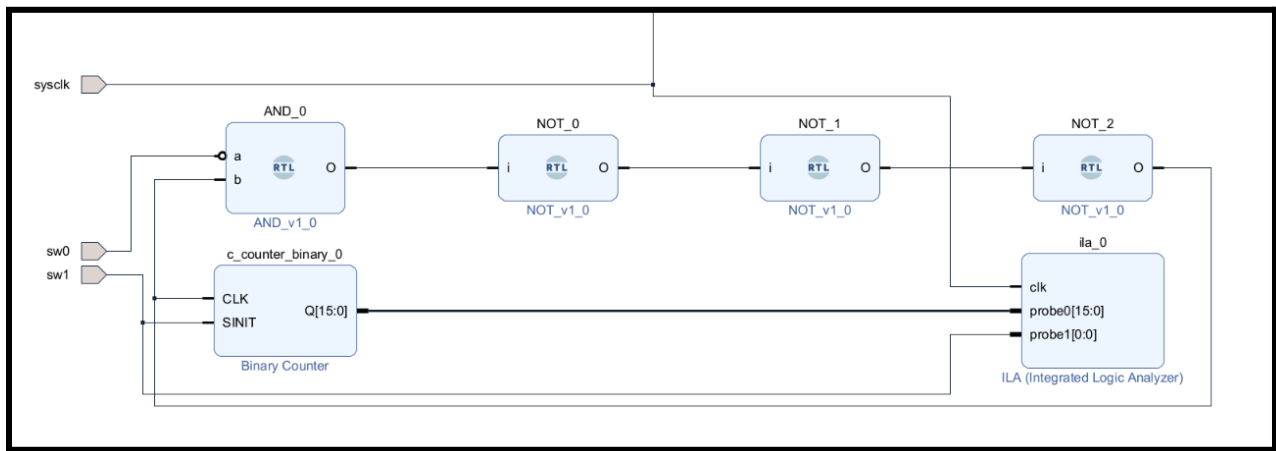 sysclk
AND_0
a
b
RTL
O
AND_v1_0
NOT_0
i
RTL
O
NOT_v1_0
NOT_1
i
RTL
O
NOT_v1_0
NOT_2
i
RTL
O
NOT_v1_0
sw0
sw1
c_counter_binary_0
CLK
SINIT
Q[15:0]
Binary Counter
ila_0
clk
probe0[15:0]
probe1[0:0]
ILA (Integrated Logic Analyzer)